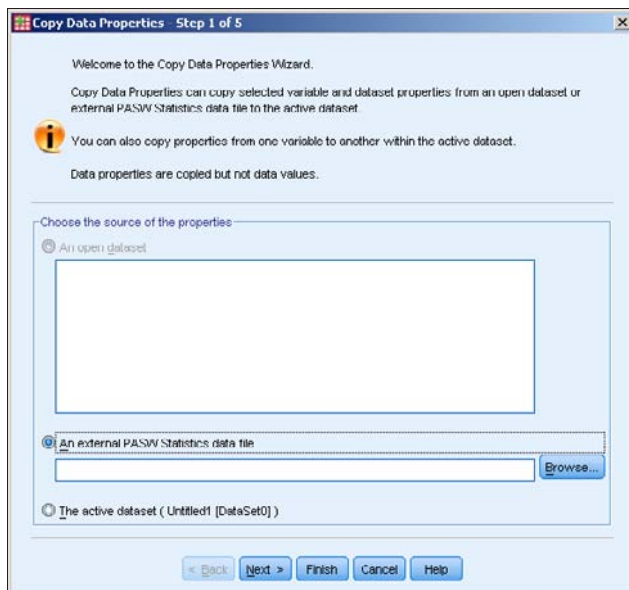 Copy Data Properties - Step 1 of 5
Welcome to the Copy Data Properties Wizard.
Copy Data Properties can copy selected variable and dataset properties from an open dataset or
external PASW Statistics data file to the active dataset.
You can also copy properties from one variable to another within the active dataset.
Data properties are copied but not data values.
Choose the source of the properties
An open dataset
An external PASW Statistics data file
Browse...
The active dataset ( Untitled1 [DataSet0] )
< Back Next > Finish Cancel Help